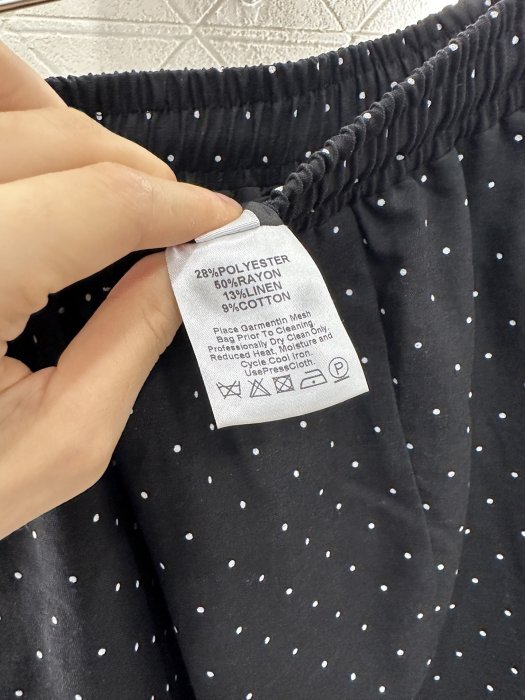 28%POLYESTER
50%RAYON
13%LINEN
9%COTTON
Place Garmentin Mesh
Bag Prior To Cleaning
Professionally Dry Clean Only.
Reduced Heat, Moisture and
Cycle.Cool Iron.
UsePressCloth.
P